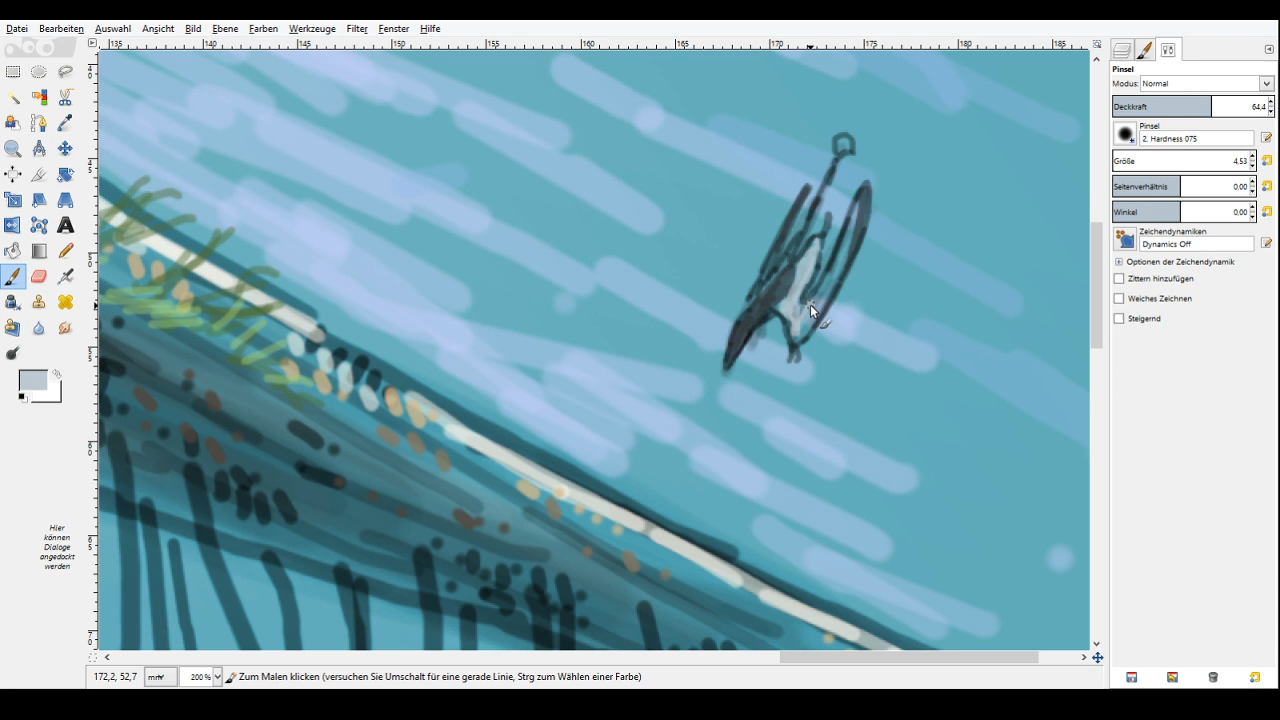 Datei Bearbeiten Auswahl Ansicht Bild Ebene Farben Werkzeuge Filter Fenster Hilfe
135 140 145 150 155 160 165 170 175 180 185
Pinsel
Modus: Normal
Deckkraft 64,4
Pinsel
2. Hardness 075
Größe 4,53
Seitenverhältnis 0,00
Winkel 0,00
Zeichendynamiken
Dynamics Off
Optionen der Zeichendynamik
Zittern hinzufügen
Weiches Zeichnen
Steigernd
Hier
können
Dialoge
angedockt
werden
172,2, 52,7 mm 200 % Zum Malen klicken (versuchen Sie Umschalt für eine gerade Linie, Strg zum Wählen einer Farbe)